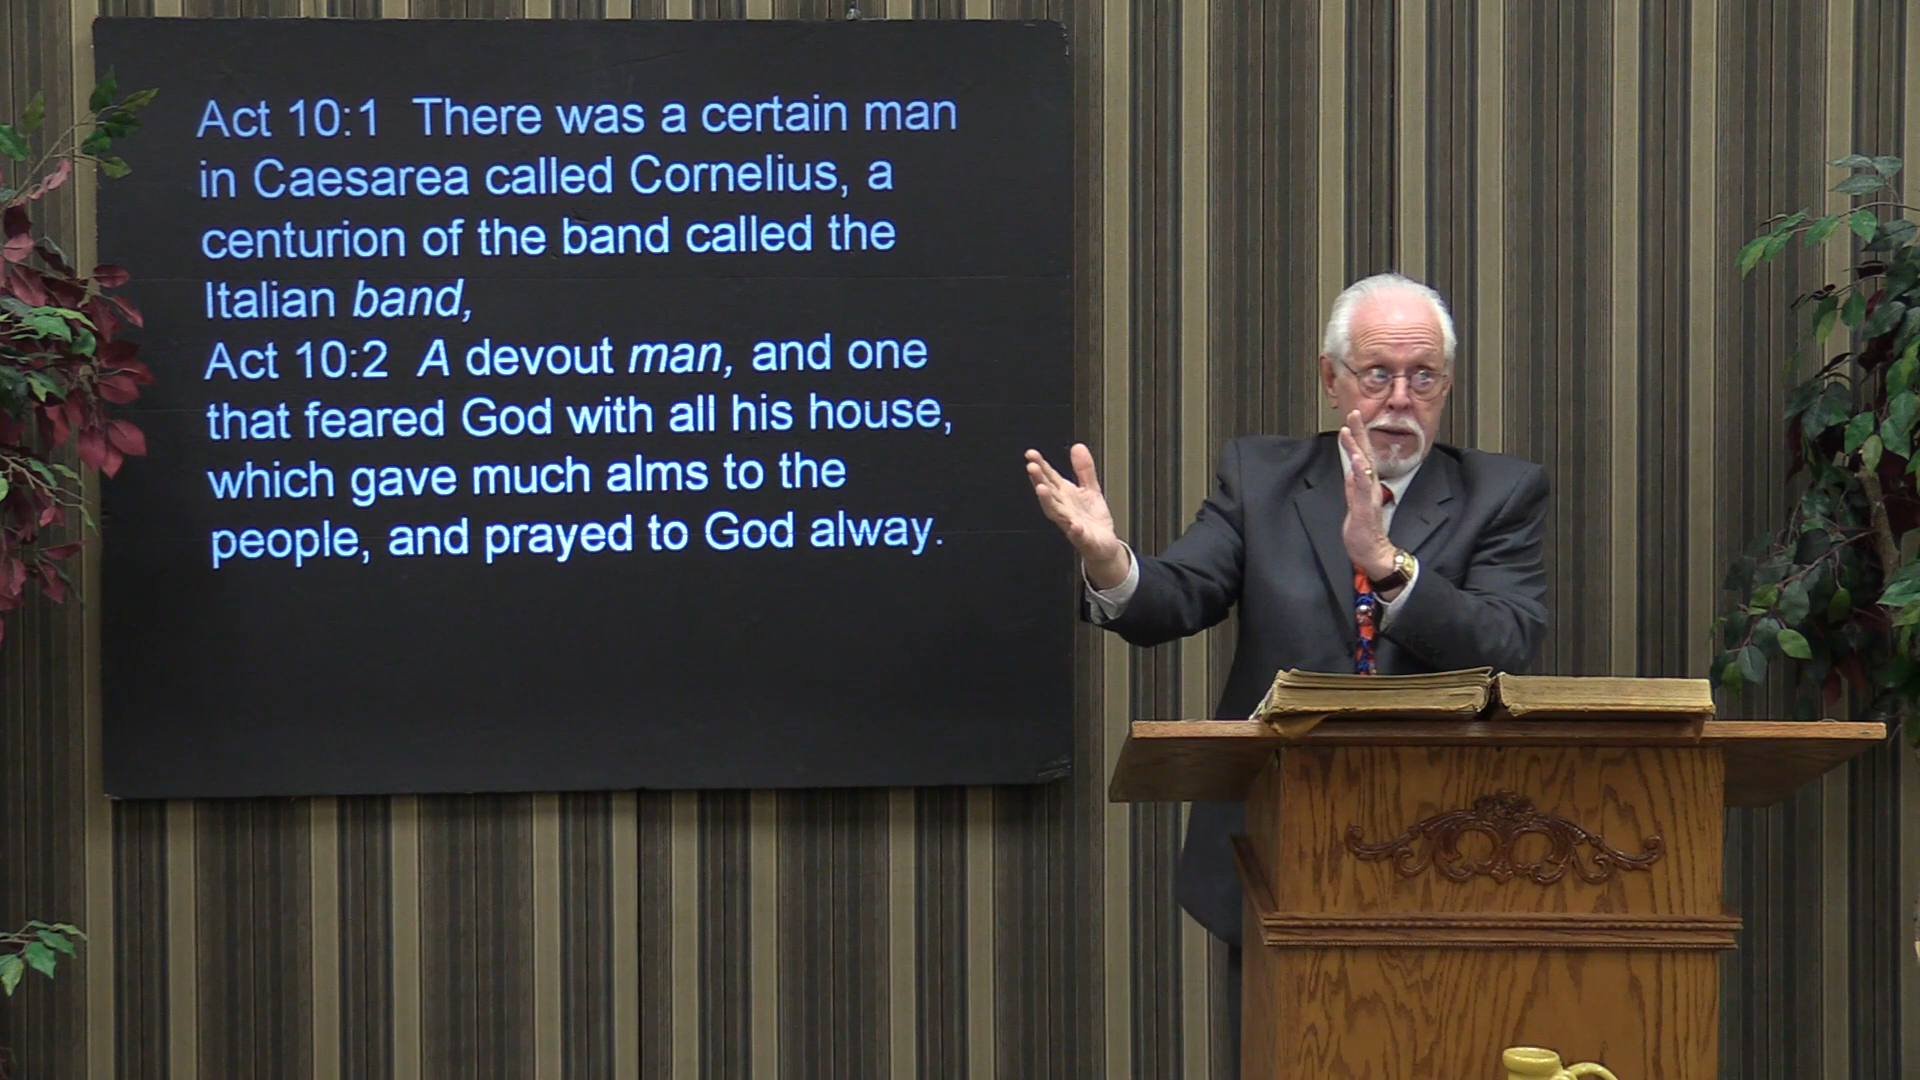 Act 10:1  There was a certain man
in Caesarea called Cornelius, a
centurion of the band called the
Italian band,
Act 10:2  A devout man, and one
that feared God with all his house,
which gave much alms to the
people, and prayed to God alway.